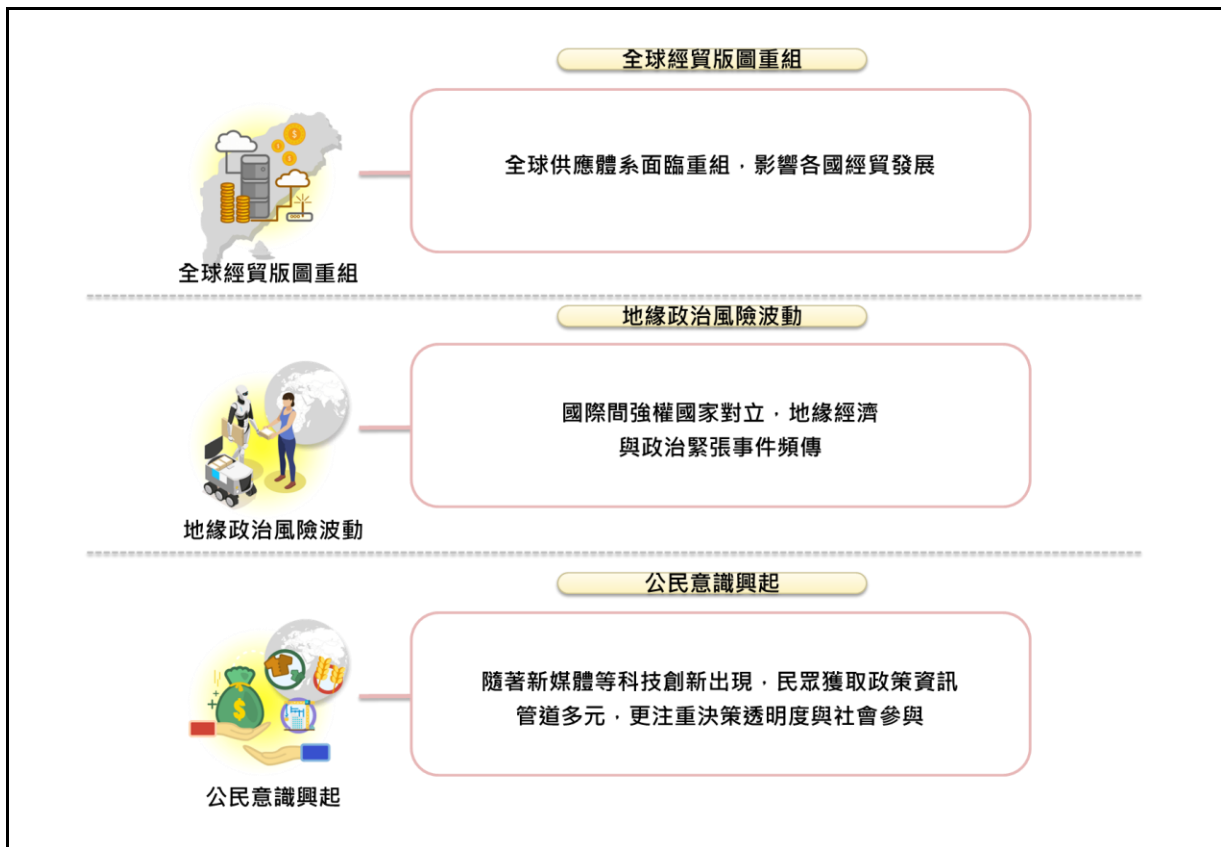 全球經貿版圖重組
全球供應體系面臨重組，影響各國經貿發展
全球經貿版圖重組
地緣政治風險波動
國際間強權國家對立，地緣經濟
與政治緊張事件頻傳
地緣政治風險波動
公民意識興起
隨著新媒體等科技創新出現，民眾獲取政策資訊
管道多元，更注重決策透明度與社會參與
公民意識興起